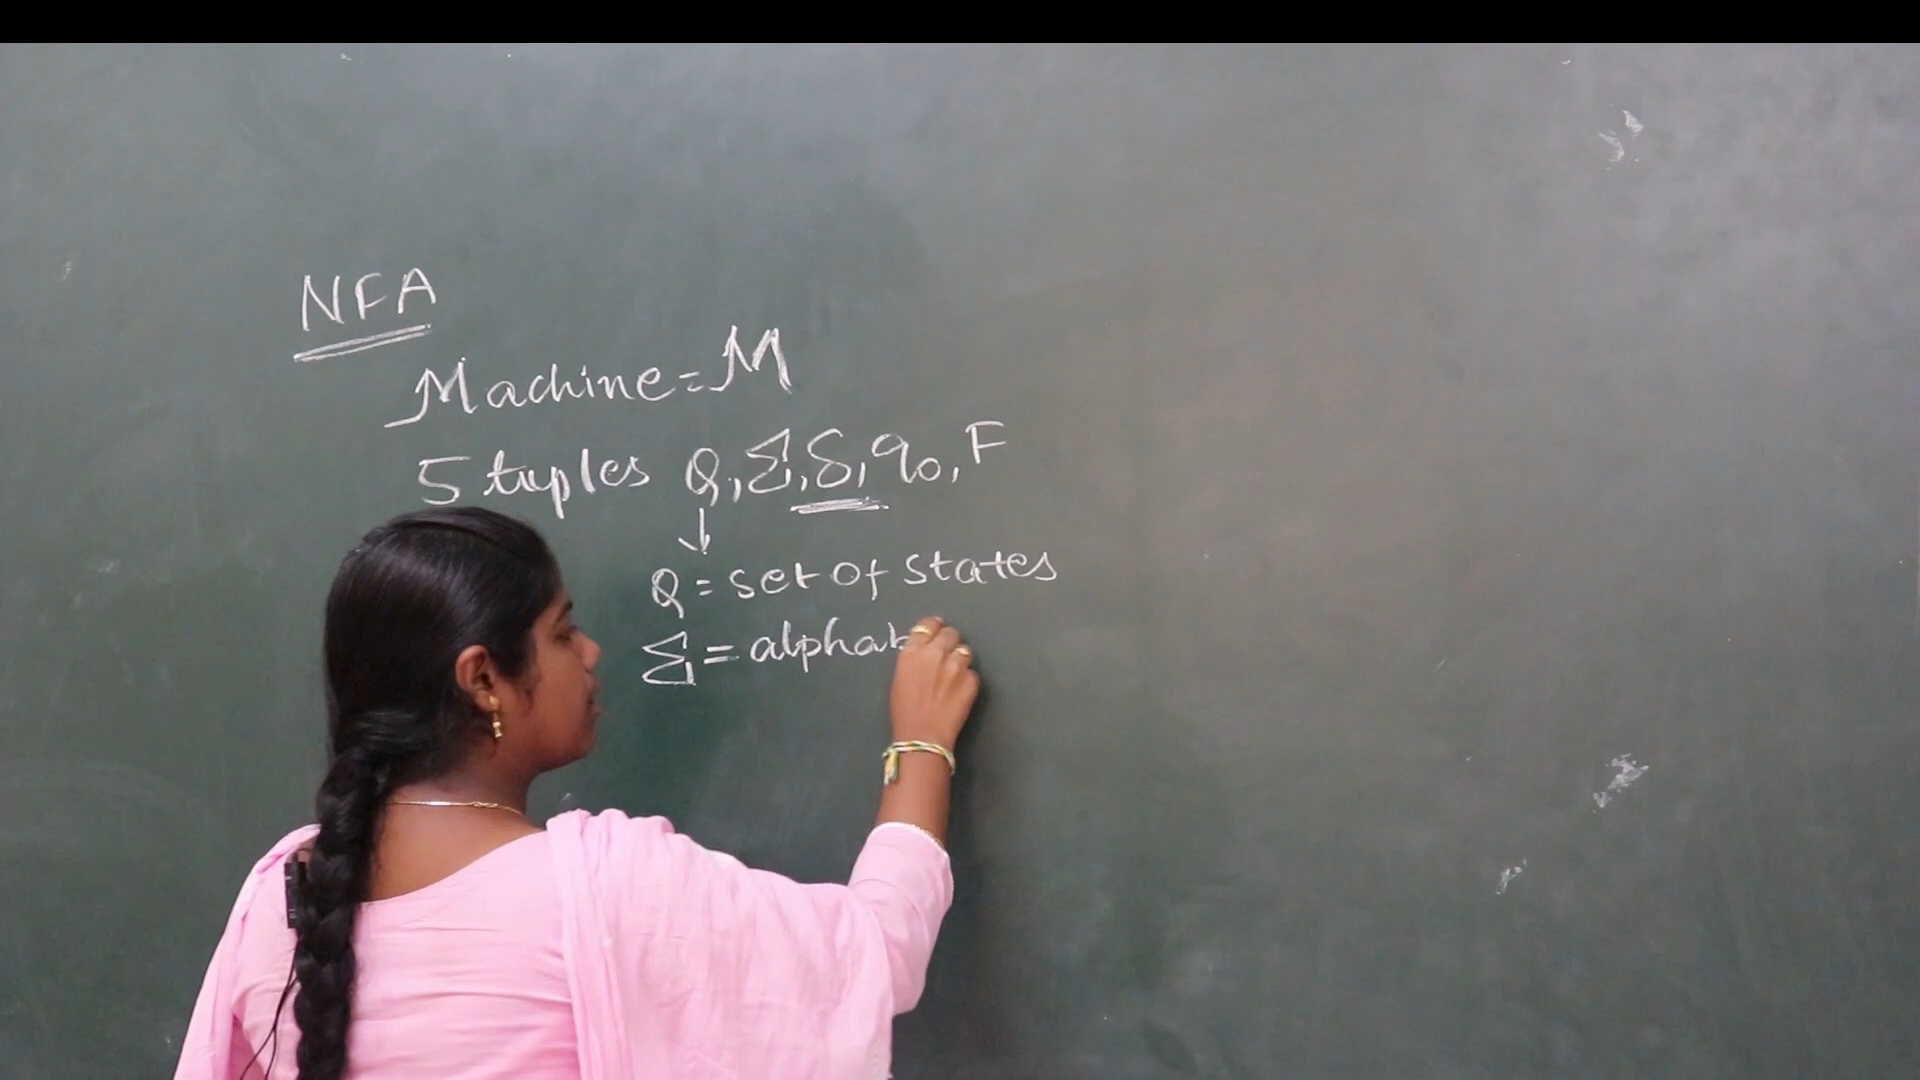 NFA
Machine = M
5 tuples Q, Σ, δ, q0, F
Q = set of states
Σ = alphab